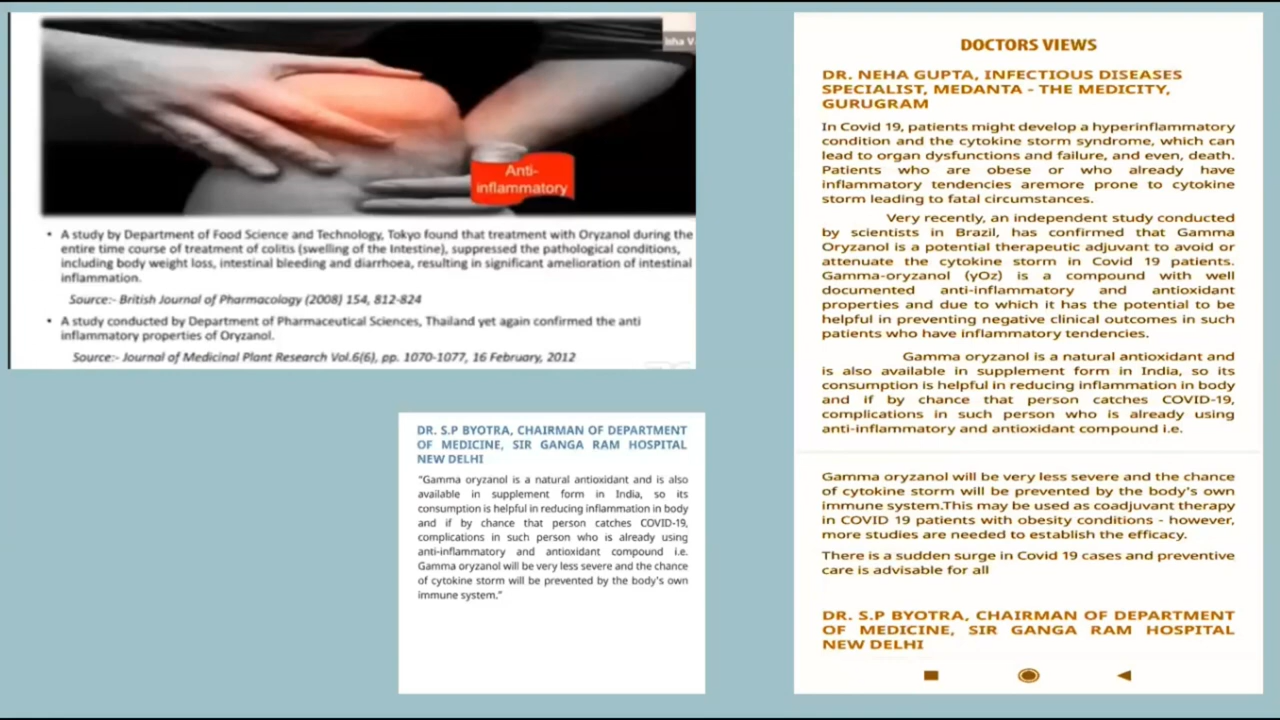 Isha V
Anti-
inflammatory
• A study by Department of Food Science and Technology, Tokyo found that treatment with Oryzanol during the
entire time course of treatment of colitis (swelling of the Intestine), suppressed the pathological conditions,
including body weight loss, intestinal bleeding and diarrhoea, resulting in significant amelioration of intestinal
inflammation.
Source:- British Journal of Pharmacology (2008) 154, 812-824
• A study conducted by Department of Pharmaceutical Sciences, Thailand yet again confirmed the anti
inflammatory properties of Oryzanol.
Source:- Journal of Medicinal Plant Research Vol.6(6), pp. 1070-1077, 16 February, 2012
DR. S.P BYOTRA, CHAIRMAN OF DEPARTMENT
OF MEDICINE, SIR GANGA RAM HOSPITAL
NEW DELHI
"Gamma oryzanol is a natural antioxidant and is also
available in supplement form in India, so its
consumption is helpful in reducing inflammation in body
and if by chance that person catches COVID-19,
complications in such person who is already using
anti-inflammatory and antioxidant compound i.e.
Gamma oryzanol will be very less severe and the chance
of cytokine storm will be prevented by the body's own
immune system."
DOCTORS VIEWS
DR. NEHA GUPTA, INFECTIOUS DISEASES
SPECIALIST, MEDANTA - THE MEDICITY,
GURUGRAM
In Covid 19, patients might develop a hyperinflammatory
condition and the cytokine storm syndrome, which can
lead to organ dysfunctions and failure, and even, death.
Patients who are obese or who already have
inflammatory tendencies aremore prone to cytokine
storm leading to fatal circumstances.
Very recently, an independent study conducted
by scientists in Brazil, has confirmed that Gamma
Oryzanol is a potential therapeutic adjuvant to avoid or
attenuate the cytokine storm in Covid 19 patients.
Gamma-oryzanol (γOz) is a compound with well
documented anti-inflammatory and antioxidant
properties and due to which it has the potential to be
helpful in preventing negative clinical outcomes in such
patients who have inflammatory tendencies.
Gamma oryzanol is a natural antioxidant and
is also available in supplement form in India, so its
consumption is helpful in reducing inflammation in body
and if by chance that person catches COVID-19,
complications in such person who is already using
anti-inflammatory and antioxidant compound i.e.
Gamma oryzanol will be very less severe and the chance
of cytokine storm will be prevented by the body's own
immune system.This may be used as coadjuvant therapy
in COVID 19 patients with obesity conditions - however,
more studies are needed to establish the efficacy.
There is a sudden surge in Covid 19 cases and preventive
care is advisable for all
DR. S.P BYOTRA, CHAIRMAN OF DEPARTMENT
OF MEDICINE, SIR GANGA RAM HOSPITAL
NEW DELHI